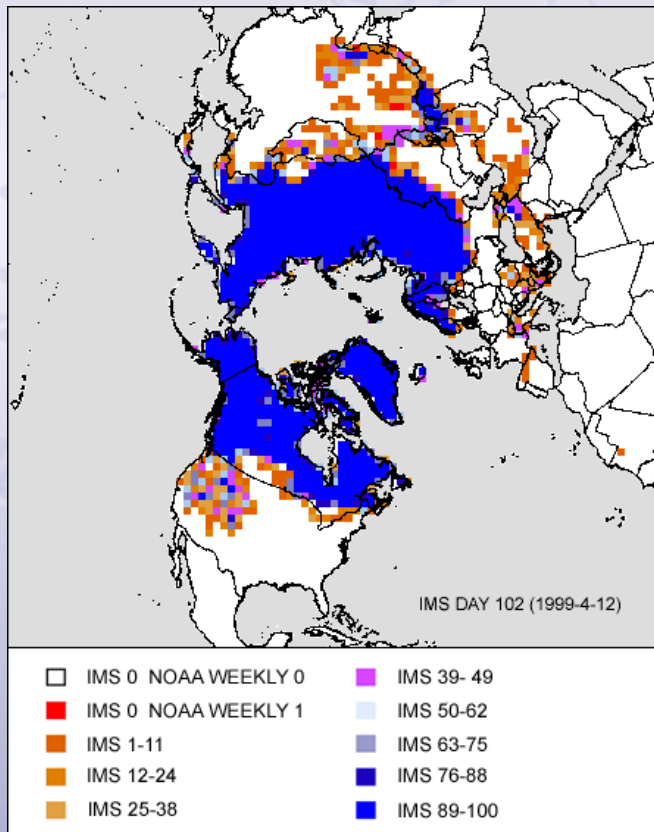 IMS DAY 102 (1999-4-12)
IMS 0 NOAA WEEKLY 0
IMS 0 NOAA WEEKLY 1
IMS 1-11
IMS 12-24
IMS 25-38
IMS 39- 49
IMS 50-62
IMS 63-75
IMS 76-88
IMS 89-100